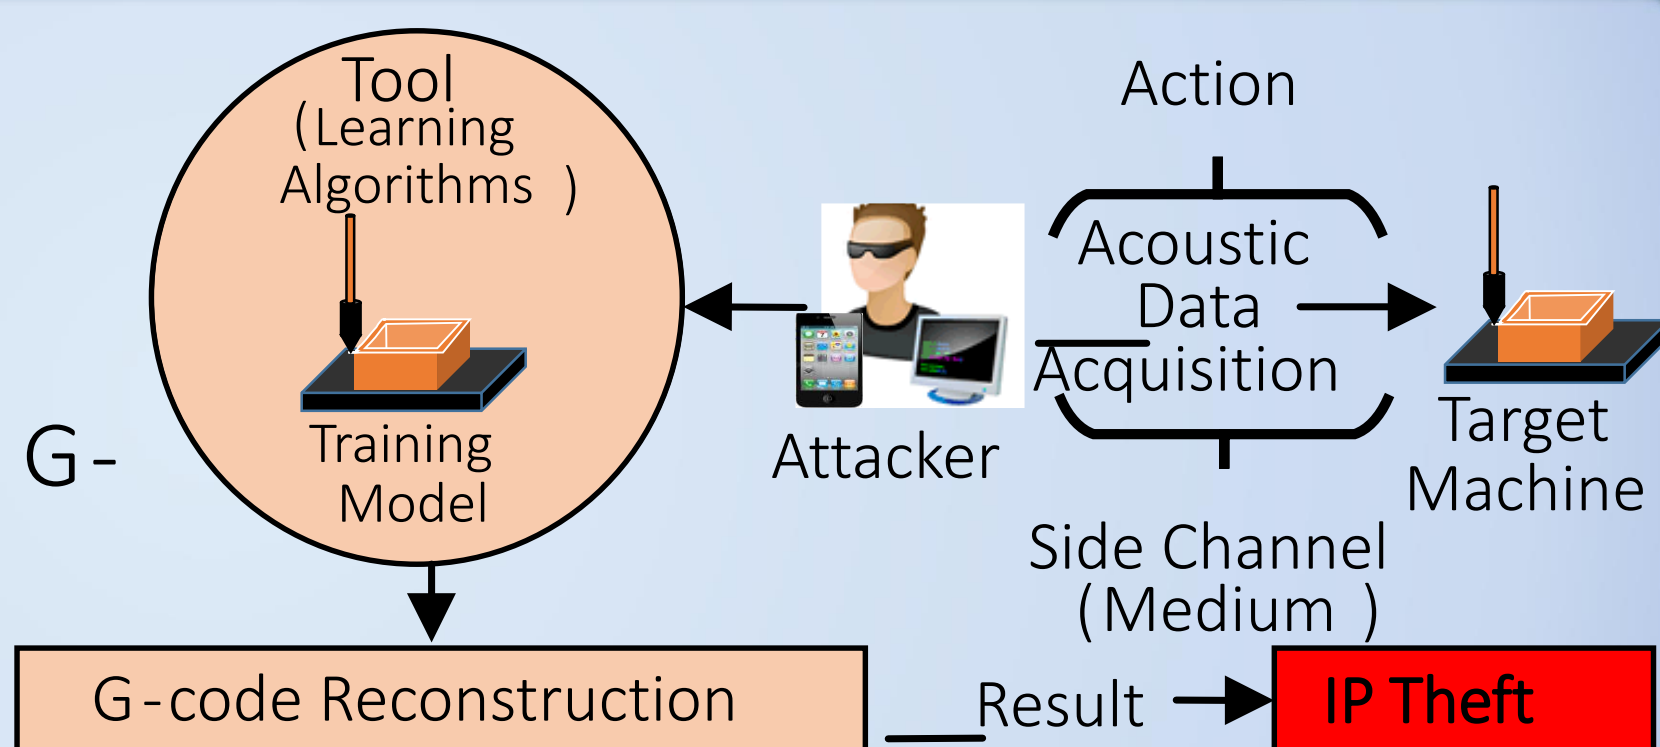 Tool
(Learning
Algorithms )
Training
Model
G-
Attacker
Action
Acoustic
Data
Acquisition
Side Channel
(Medium )
Target
Machine
G-code Reconstruction
Result
IP Theft